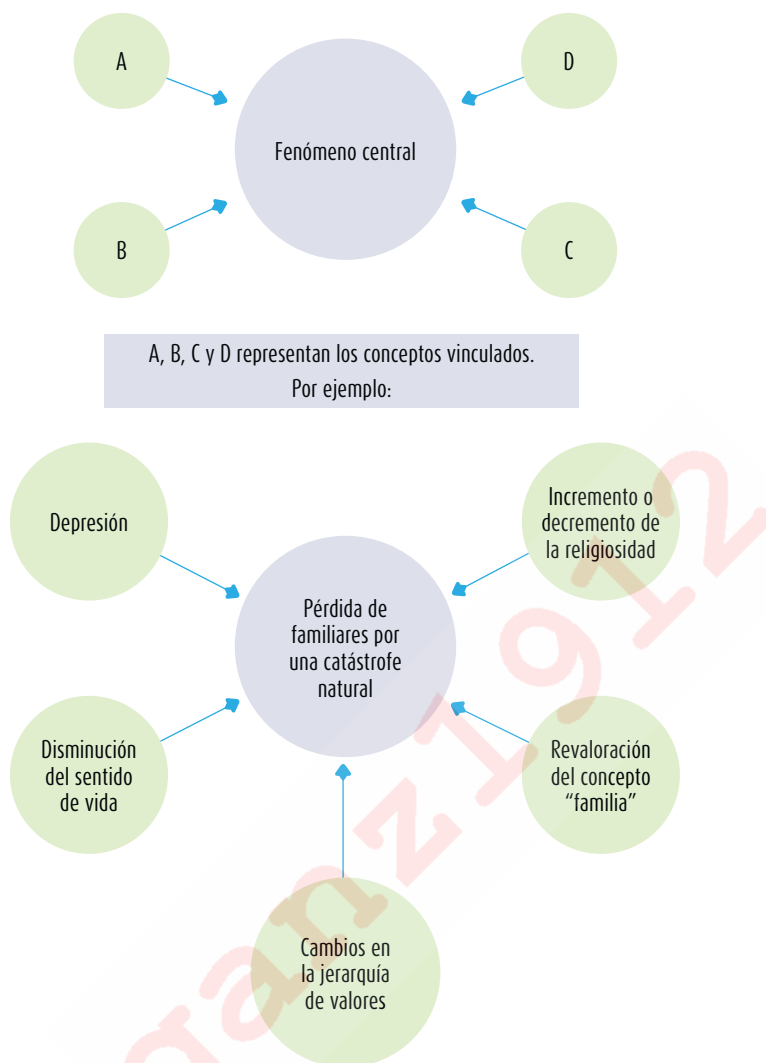 A
D
Fenómeno central
B
C
A, B, C y D representan los conceptos vinculados.
Por ejemplo:
Depresión
Incremento o
decremento de
la religiosidad
Pérdida de
familiares por
una catástrofe
natural
Disminución
del sentido
de vida
Revaloración
del concepto
“familia”
Cambios en
la jerarquía
de valores
ganz1912